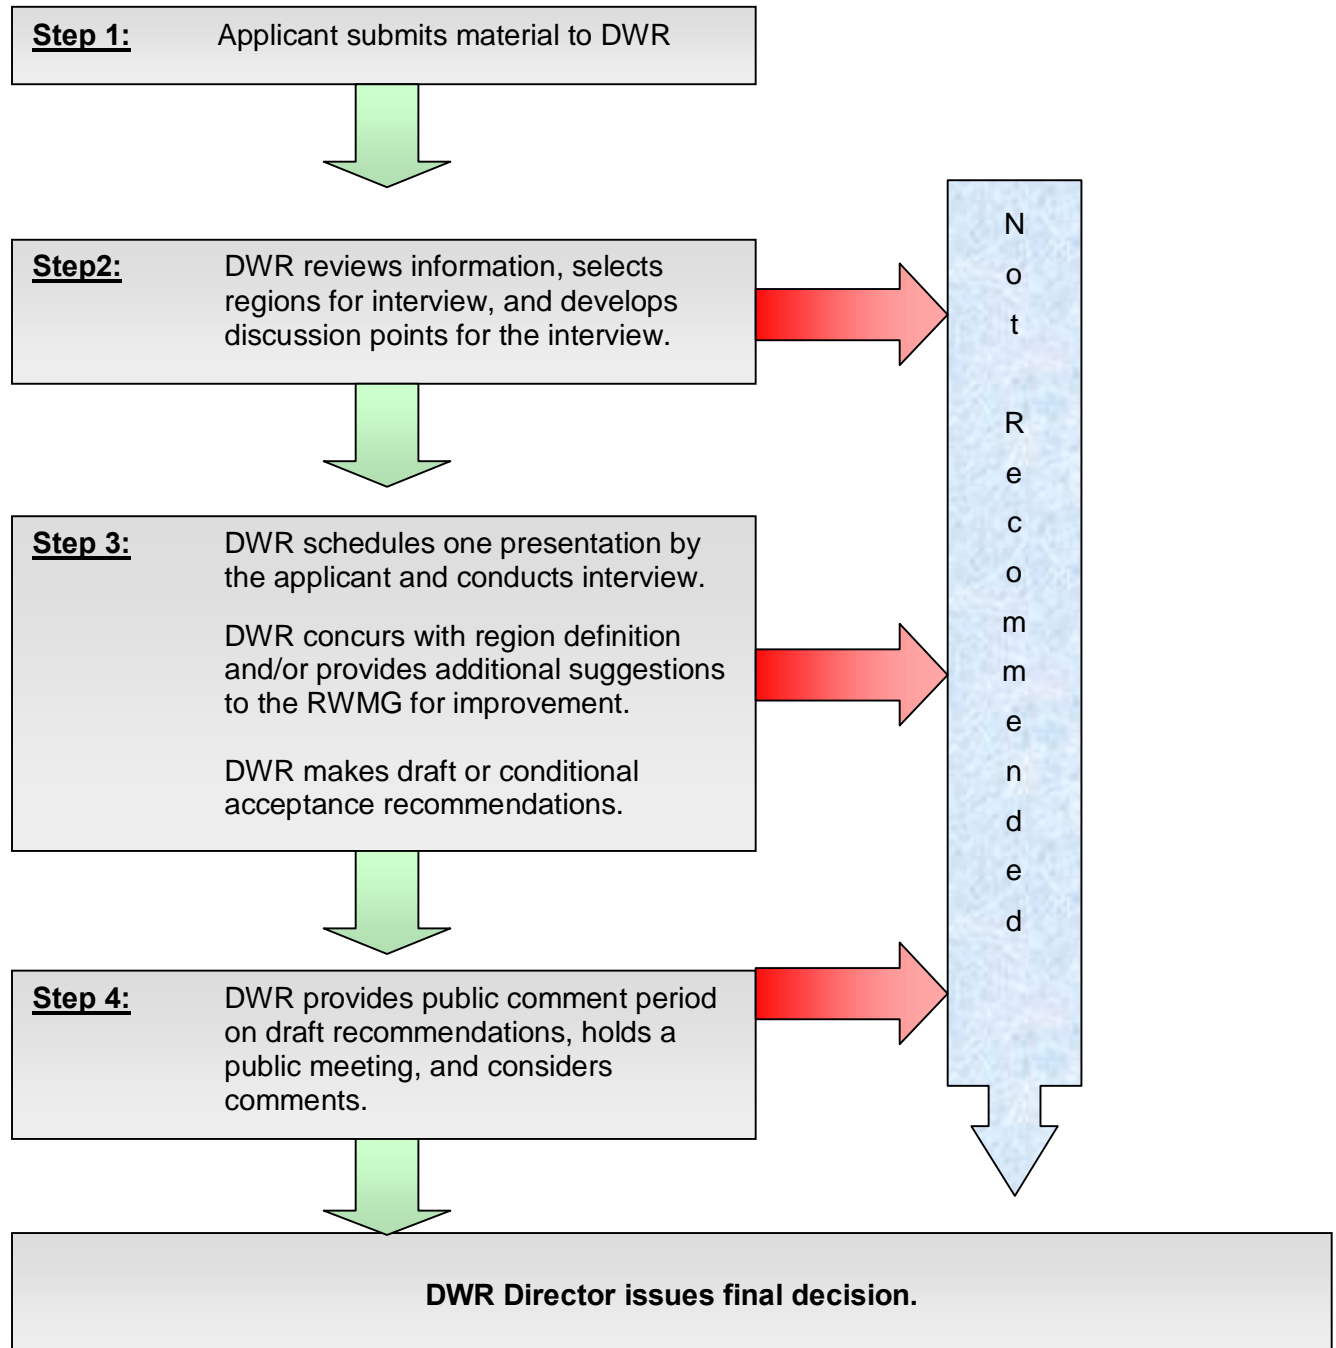 Step 1: Applicant submits material to DWR
Step2: DWR reviews information, selects
regions for interview, and develops
discussion points for the interview.
Step 3: DWR schedules one presentation by
the applicant and conducts interview.
DWR concurs with region definition
and/or provides additional suggestions
to the RWMG for improvement.
DWR makes draft or conditional
acceptance recommendations.
Step 4: DWR provides public comment period
on draft recommendations, holds a
public meeting, and considers
comments.
Not Recommended
DWR Director issues final decision.